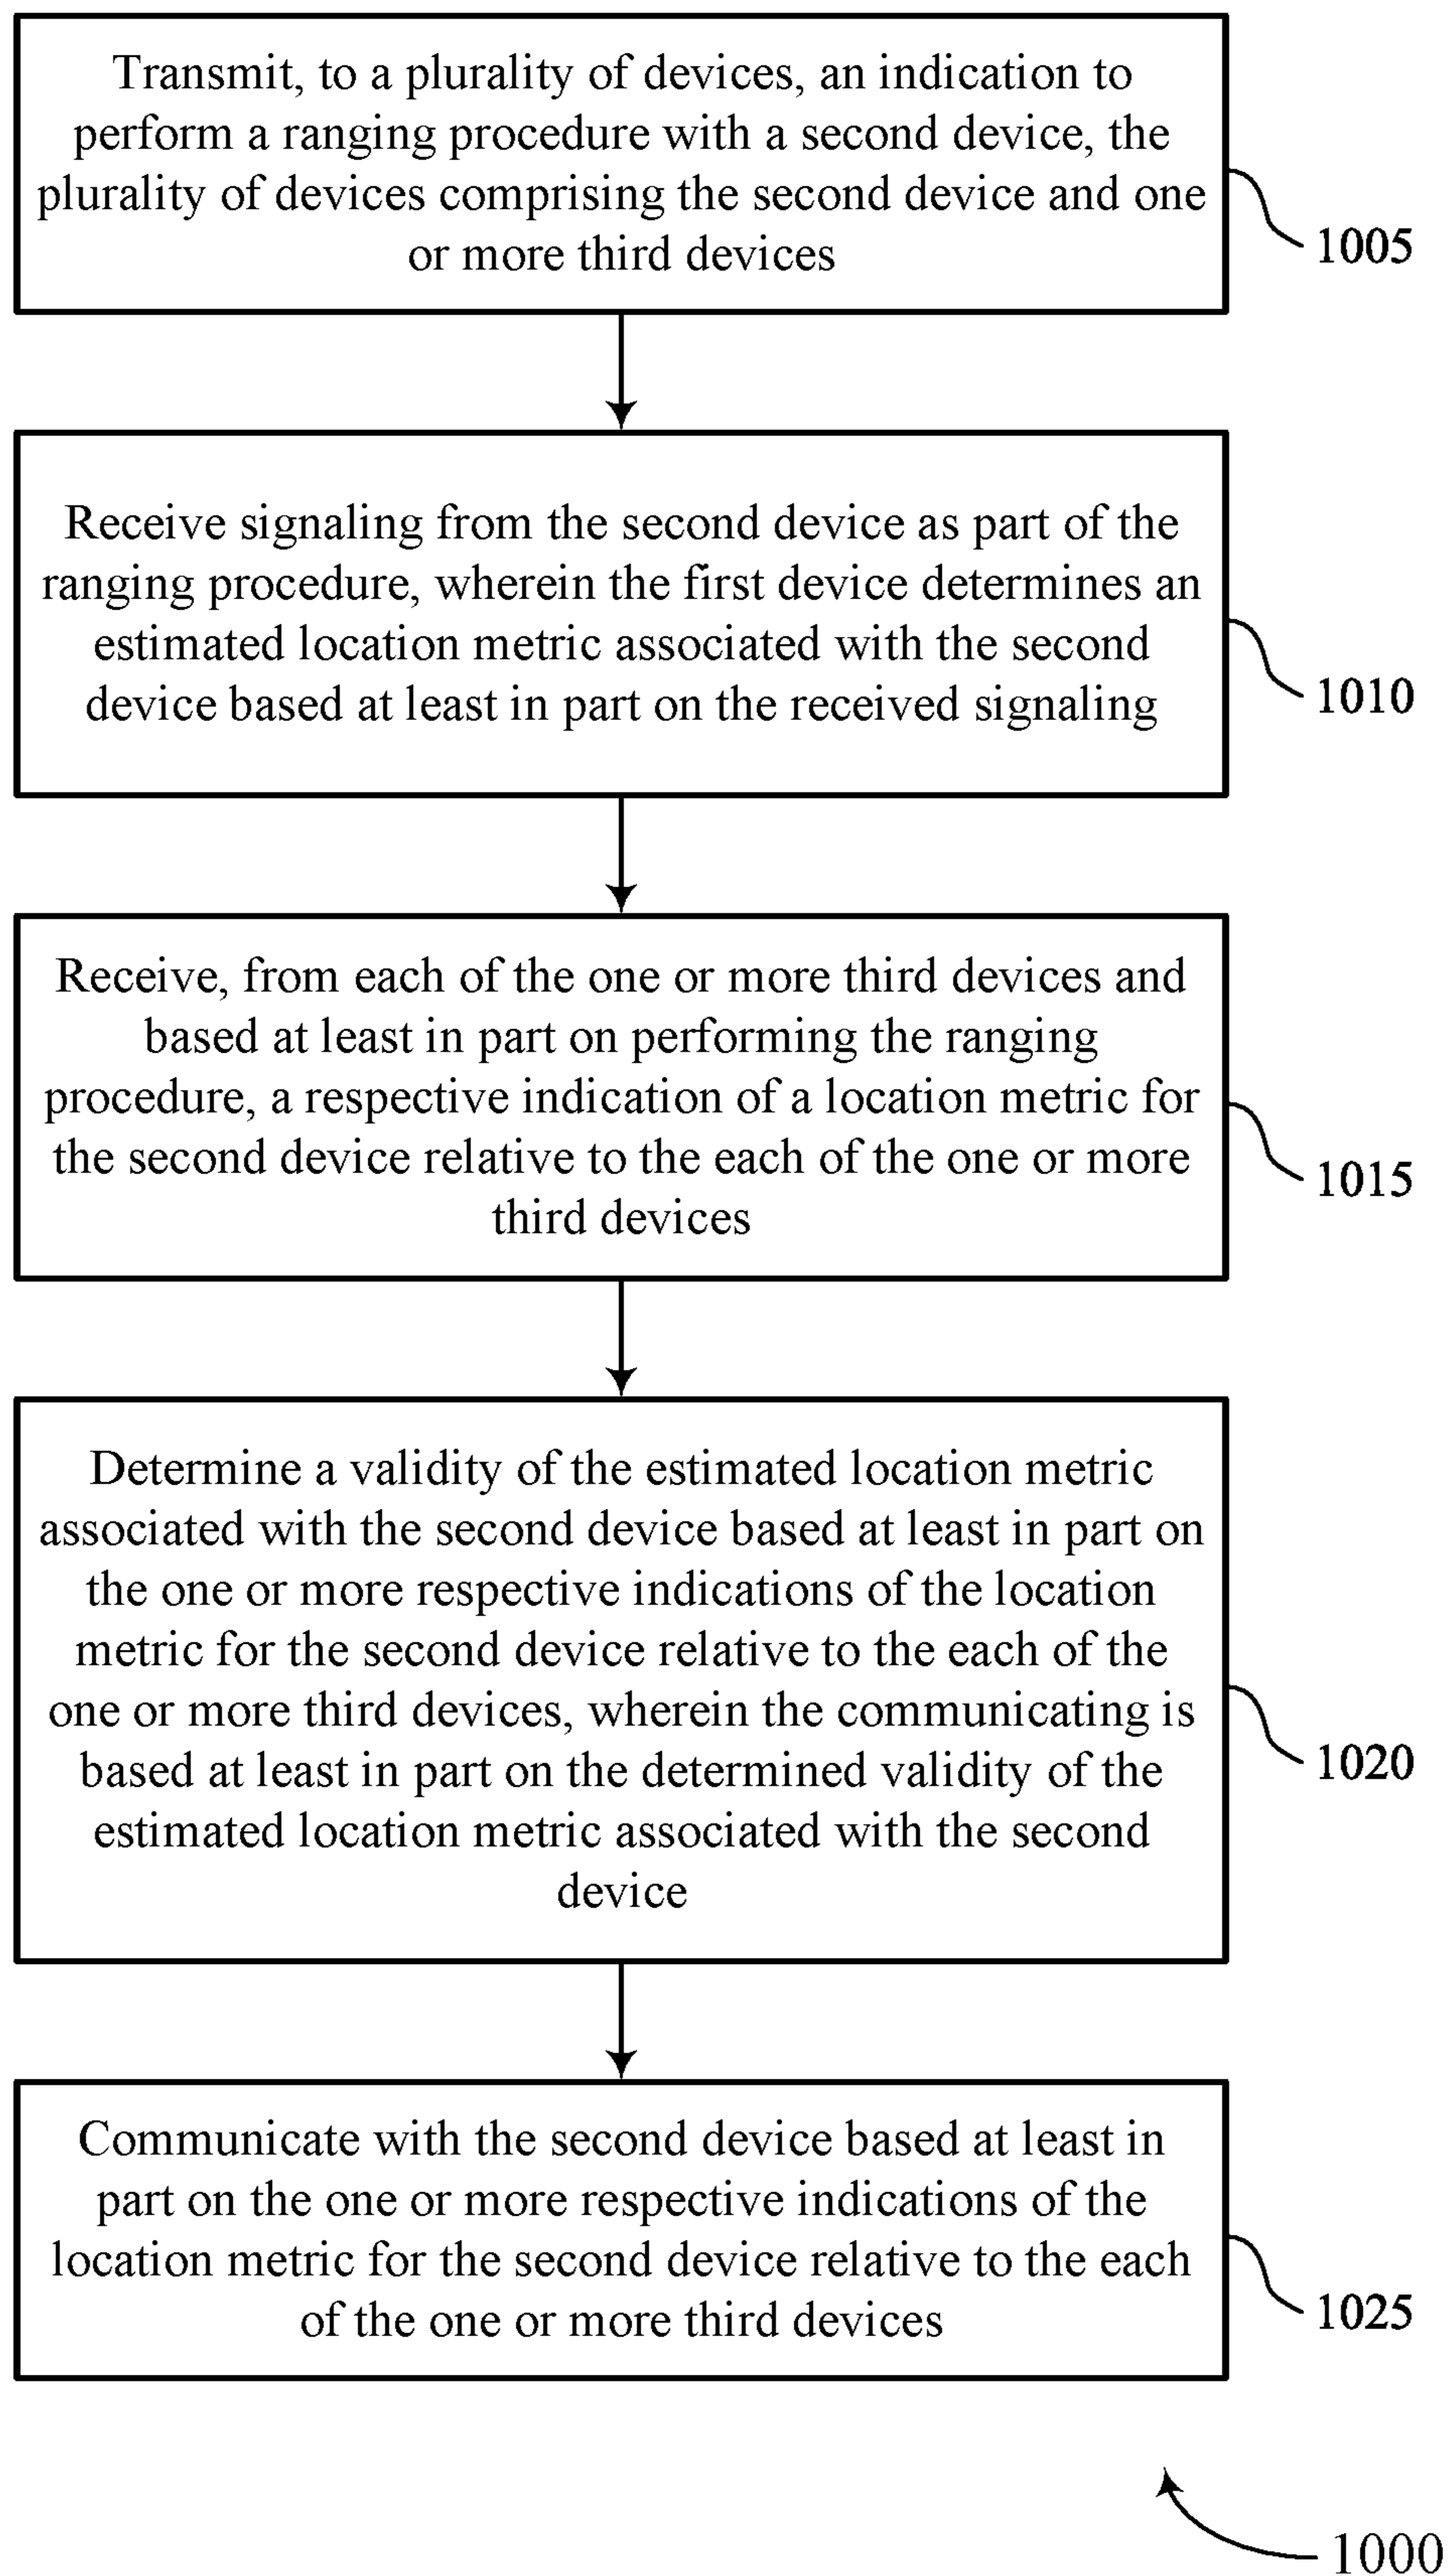 Transmit, to a plurality of devices, an indication to
perform a ranging procedure with a second device, the
plurality of devices comprising the second device and one
or more third devices
1005
Receive signaling from the second device as part of the
ranging procedure, wherein the first device determines an
estimated location metric associated with the second
device based at least in part on the received signaling
1010
Receive, from each of the one or more third devices and
based at least in part on performing the ranging
procedure, a respective indication of a location metric for
the second device relative to the each of the one or more
third devices
1015
Determine a validity of the estimated location metric
associated with the second device based at least in part on
the one or more respective indications of the location
metric for the second device relative to the each of the
one or more third devices, wherein the communicating is
based at least in part on the determined validity of the
estimated location metric associated with the second
device
1020
Communicate with the second device based at least in
part on the one or more respective indications of the
location metric for the second device relative to the each
of the one or more third devices
1025
1000